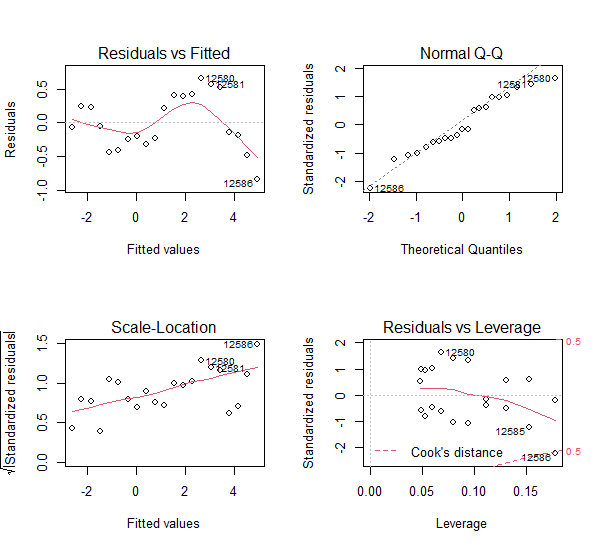 Residuals vs Fitted
Residuals
0.5
0.0
-0.5
-1.0
12580
12581
12586
-2 0 2 4
Fitted values
Normal Q-Q
Standardized residuals
2
1
0
-1
-2
12581 12580
12586
-2 -1 0 1 2
Theoretical Quantiles
Scale-Location
√|Standardized residuals|
1.5
1.0
0.5
0.0
12586
12580
12581
-2 0 2 4
Fitted values
Residuals vs Leverage
Standardized residuals
2
1
0
-1
-2
0.5
12580
12585
12586
0.5
Cook's distance
0.00 0.05 0.10 0.15
Leverage